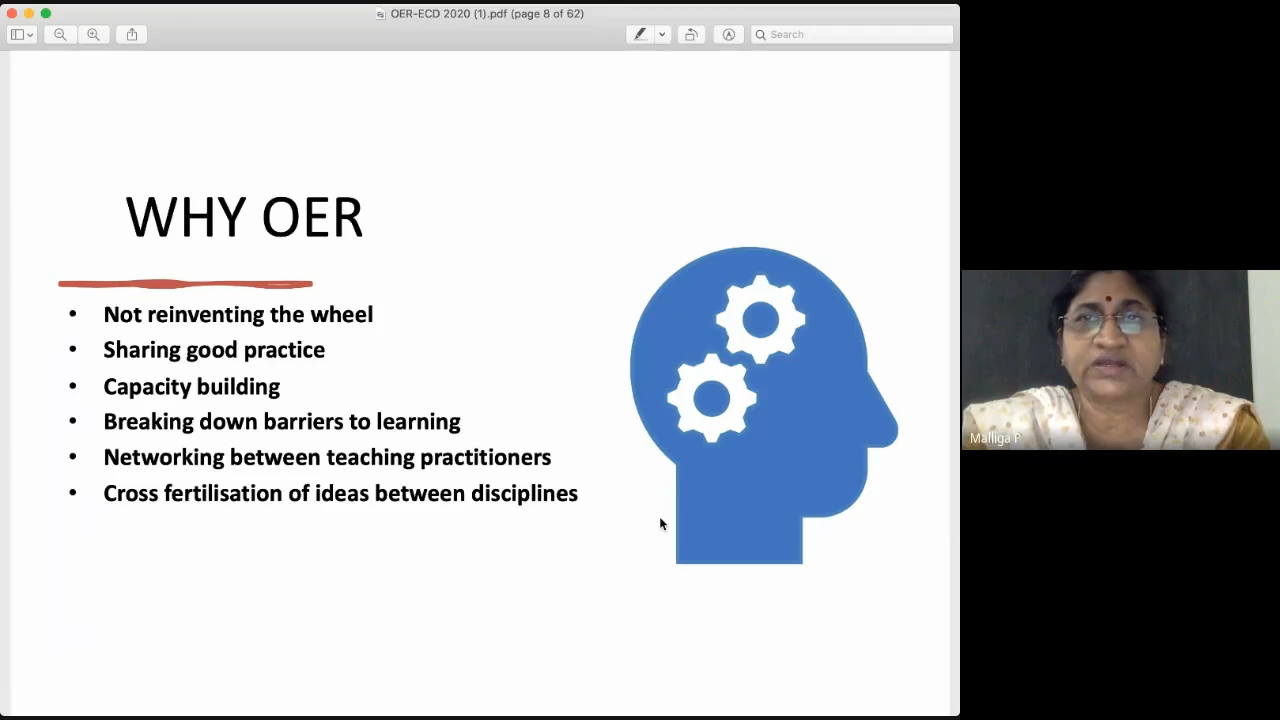 OER-ECD 2020 (1).pdf (page 8 of 62)
Search
WHY OER
• Not reinventing the wheel
• Sharing good practice
• Capacity building
• Breaking down barriers to learning
• Networking between teaching practitioners
• Cross fertilisation of ideas between disciplines
Malliga P